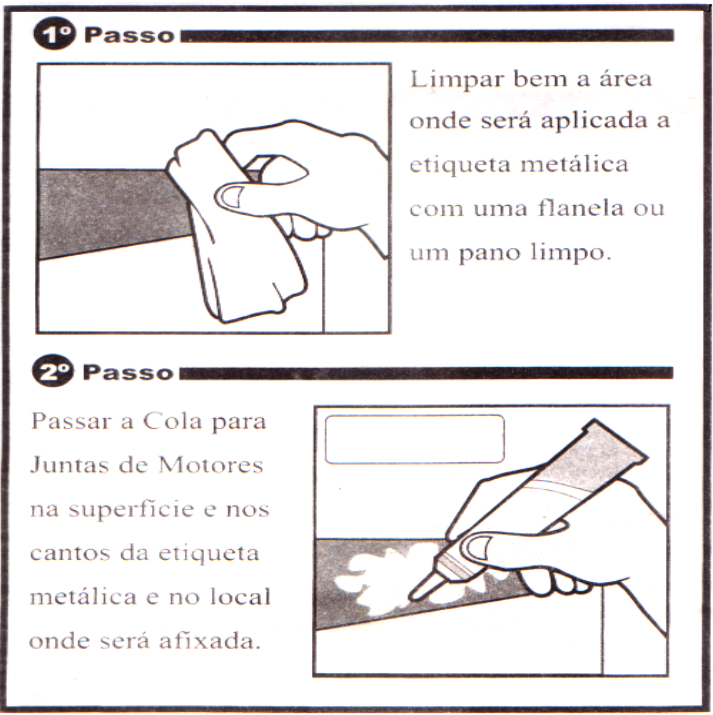 1º Passo
Limpar bem a área
onde será aplicada a
etiqueta metálica
com uma flanela ou
um pano limpo.
2º Passo
Passar a Cola para
Juntas de Motores
na superfície e nos
cantos da etiqueta
metálica e no local
onde será afixada.